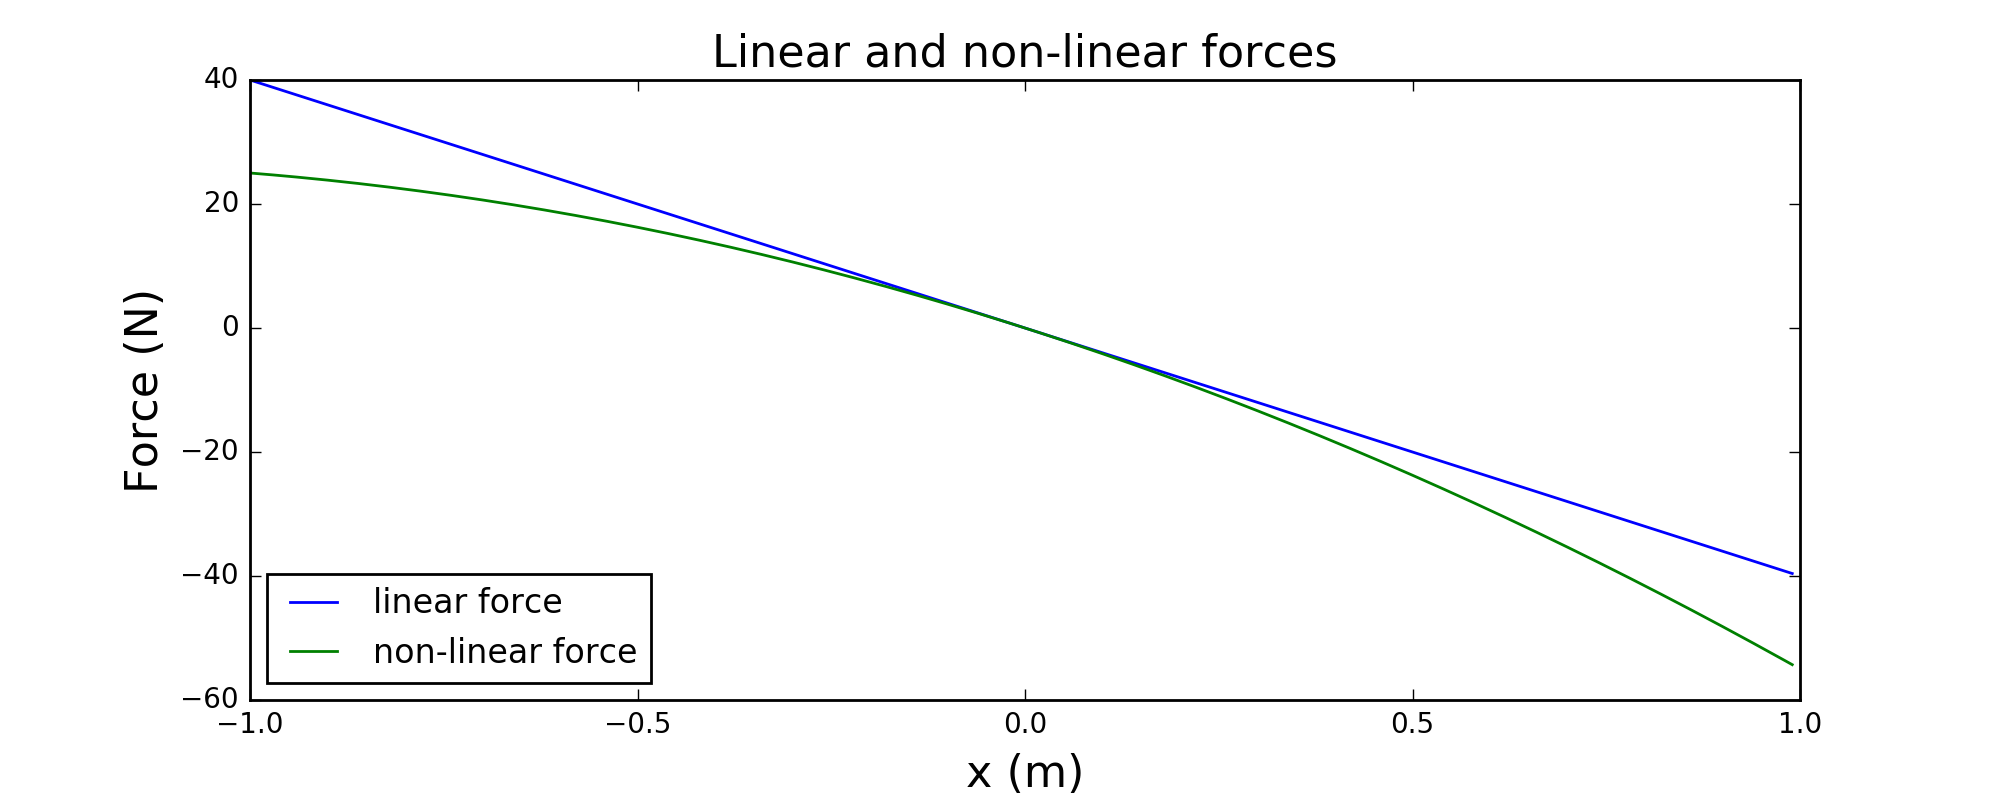 Linear and non-linear forces
40
20
0
−20
−40
−60
Force (N)
linear force
non-linear force
−1.0
−0.5
0.0
0.5
1.0
x (m)